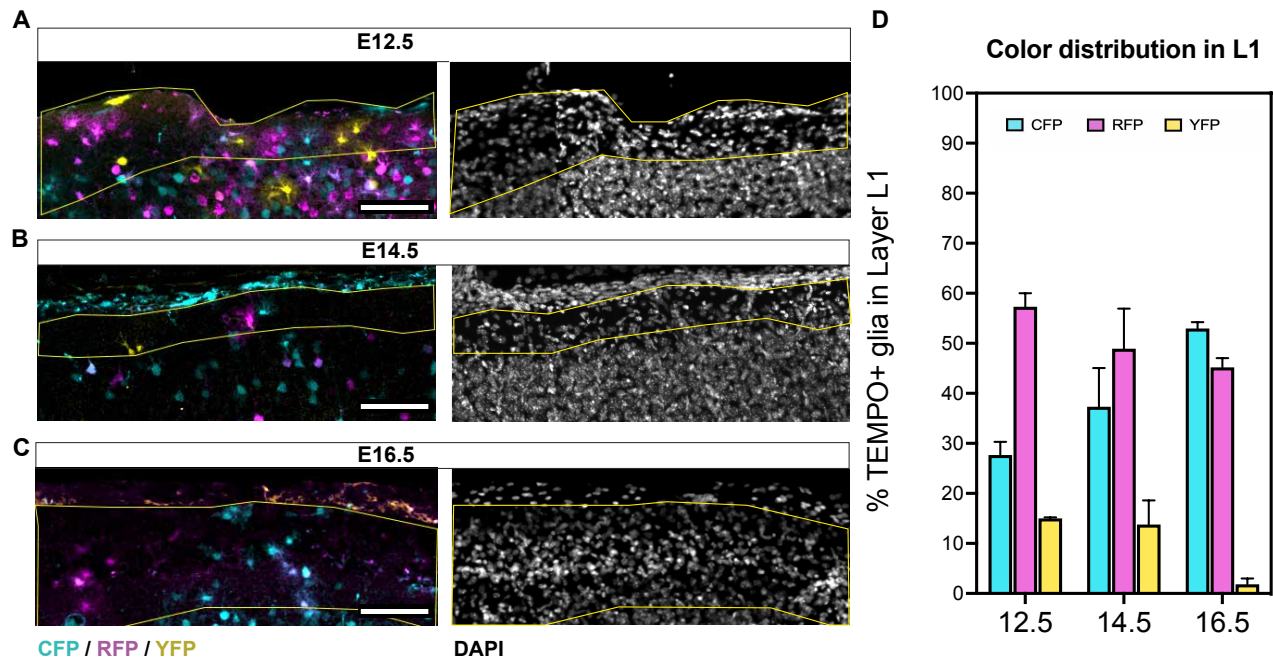 A
E12.5
B
E14.5
C
E16.5
CFP / RFP / YFP
DAPI
D
Color distribution in L1
% TEMPO+ glia in Layer L1
100
90
80
70
60
50
40
30
20
10
0
CFP RFP YFP
12.5 14.5 16.5